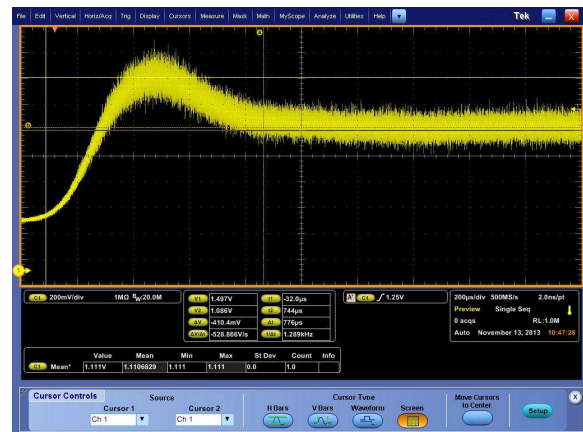 File Edit Vertical Horiz/Acq Trig Display Cursors Measure Mask Math MyScope Analyze Utilities Help Tek X
a
b
1
C1 200mV/div 1MΩ BW:20.0M
V1 1.497V
V2 1.086V
ΔV -410.4mV
ΔV/Δt -528.866V/s
t1 -32.0µs
t2 744µs
Δt 776µs
1/Δt 1.289kHz
A' C1 1.25V
200µs/div 500MS/s 2.0ns/pt
Preview Single Seq
0 acqs RL:1.0M
Auto November 13, 2013 10:47:28
Value Mean Min Max St Dev Count Info
C1 Mean* 1.111V 1.1106829 1.111 1.111 0.0 1.0
Cursor Controls Source Cursor Type Move Cursors to Center X
Cursor 1 Cursor 2 H Bars V Bars Waveform Screen Setup
Ch 1 Ch 1